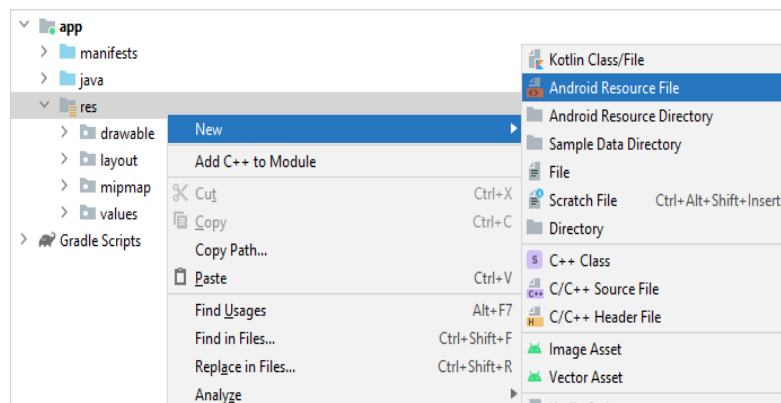 app
manifests
java
res
drawable
layout
mipmap
values
Gradle Scripts
New
Add C++ to Module
Cut Ctrl+X
Copy Ctrl+C
Copy Path...
Paste Ctrl+V
Find Usages Alt+F7
Find in Files... Ctrl+Shift+F
Replace in Files... Ctrl+Shift+R
Analyze
Kotlin Class/File
Android Resource File
Android Resource Directory
Sample Data Directory
File
Scratch File Ctrl+Alt+Shift+Insert
Directory
S C++ Class
C++ C/C++ Source File
H C/C++ Header File
Image Asset
Vector Asset